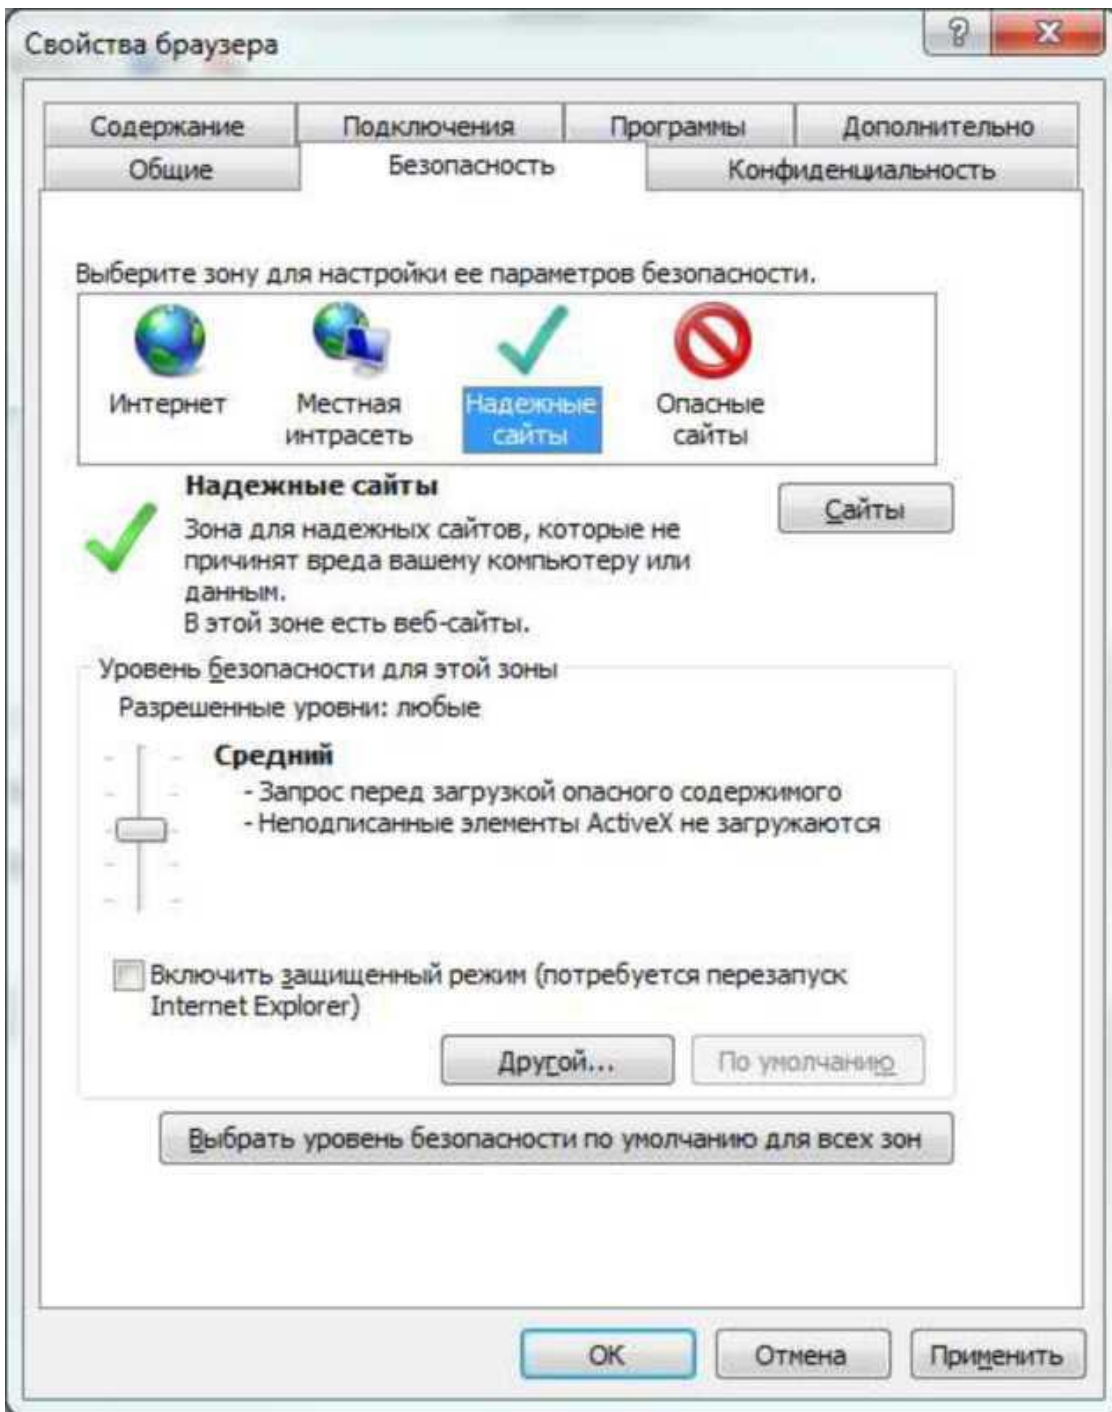 Свойства браузера
?
Содержание Подключения Программы Дополнительно
Общие Безопасность Конфиденциальность
Выберите зону для настройки ее параметров безопасности.
Интернет
Местная
интрасеть
Надежные
сайты
Опасные
сайты
Надежные сайты
Сайты
Зона для надежных сайтов, которые не
причинят вреда вашему компьютеру или
данным.
В этой зоне есть веб-сайты.
Уровень безопасности для этой зоны
Разрешенные уровни: любые
Средний
- Запрос перед загрузкой опасного содержимого
- Неподписанные элементы ActiveX не загружаются
Включить защищенный режим (потребуется перезапуск
Internet Explorer)
Другой... По умолчанию
Выбрать уровень безопасности по умолчанию для всех зон
ОК Отмена Применить